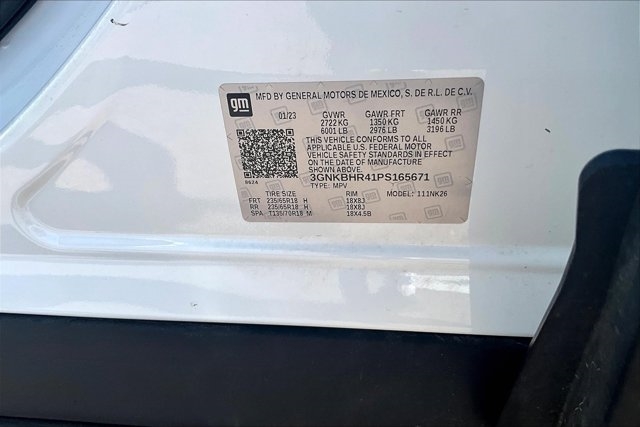 gm MFD BY GENERAL MOTORS DE MEXICO, S. DE R.L. DE C.V.
01/23 GVWR GAWR FRT GAWR RR
2722 KG 1350 KG 1450 KG
6001 LB 2976 LB 3196 LB
THIS VEHICLE CONFORMS TO ALL
APPLICABLE U.S. FEDERAL MOTOR
VEHICLE SAFETY STANDARDS IN EFFECT
ON THE DATE OF MANUFACTURE
SHOWN ABOVE.
3GNKBHR41PS165671
8624 TYPE: MPV
TIRE SIZE RIM MODEL: 111NK26
FRT 235/65R18 H 18X8J
RR 235/65R18 H 18X8J
SPA T135/70R18 M 18X4.5B